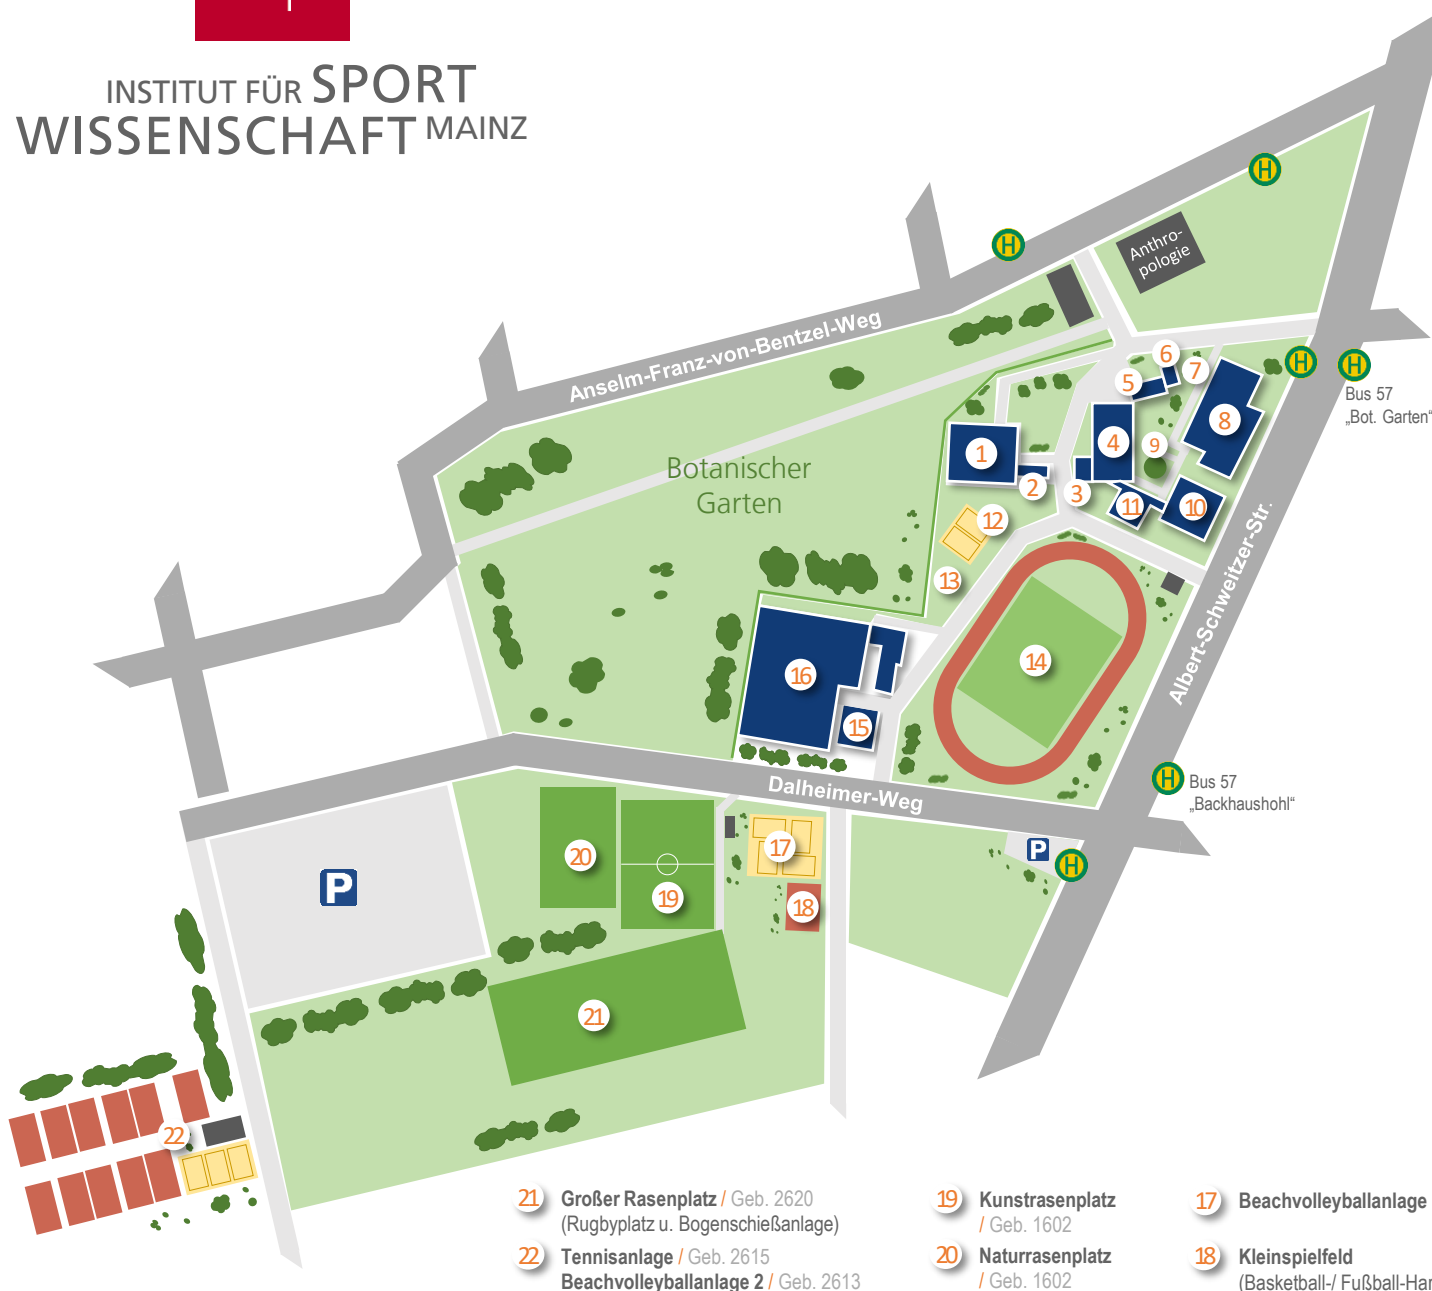 INSTITUT FÜR SPORT
WISSENSCHAFT MAINZ
H
H
Anthro-
pologie
Anselm-Franz-von-Bentzel-Weg
H
H
Bus 57
„Bot. Garten“
6
7
5
8
4
9
1
2
3
11
10
Botanischer
Garten
12
13
Albert-Schweitzer-Str.
14
16
15
H
Bus 57
„Backhaushohl“
Dalheimer-Weg
P
H
20
17
P
19
18
21
22
21 Großer Rasenplatz / Geb. 2620
(Rugbyplatz u. Bogenschießanlage)
22 Tennisanlage / Geb. 2615
Beachvolleyballanlage 2 / Geb. 2613
19 Kunstrasenplatz
/ Geb. 1602
20 Naturrasenplatz
/ Geb. 1602
17 Beachvolleyballanlage
18 Kleinspielfeld
(Basketball-/ Fußball-Har